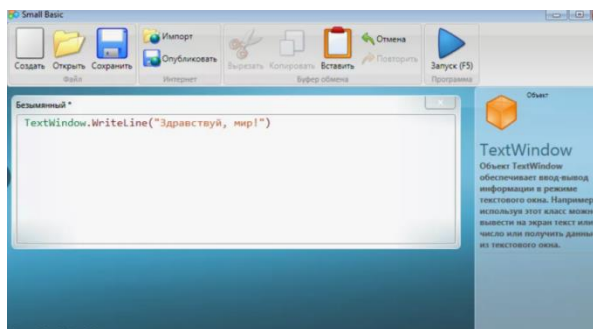 Small Basic
Импорт
Отмена
Опубликовать
Повторить
Создать Открыть Сохранить
Вырезать Копировать Вставить
Запуск (F5)
Файл
Интернет
Буфер обмена
Программа
Безымянный *
TextWindow.WriteLine("Здравствуй, мир!")
Объект
TextWindow
Объект TextWindow
обеспечивает ввод-вывод
информации в режиме
текстового окна. Например
используя этот класс можн
вывести на экран текст или
число или получить данны
из текстового окна.